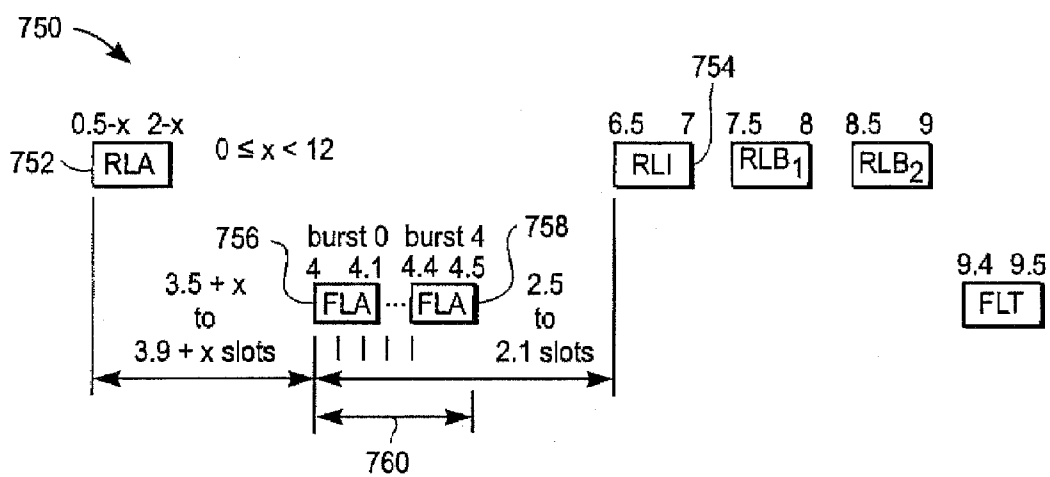 750
754
0.5-x 2-x
0 ≤ x < 12
6.5 7
7.5 8
8.5 9
752
RLA
RLI
RLB1
RLB2
756
burst 0 burst 4
758
4 4.1 4.4 4.5
9.4 9.5
FLA ... FLA
FLT
3.5 + x
to
3.9 + x slots
2.5
to
2.1 slots
760